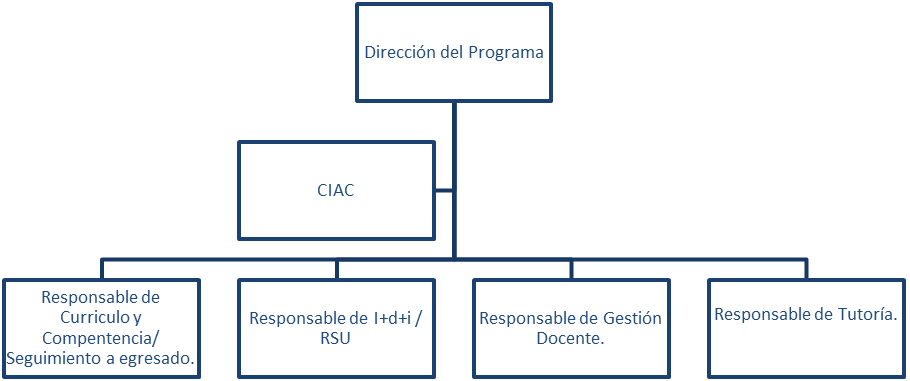 Dirección del Programa
CIAC
Responsable de
Curriculo y
Compentencia/
Seguimiento a egresado.
Responsable de I+d+i /
RSU
Responsable de Gestión
Docente.
Responsable de Tutoría.